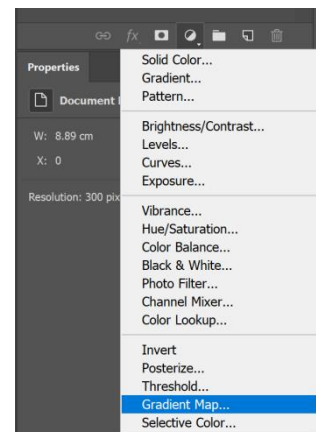 fx
Properties
Document
W: 8.89 cm
X: 0
Resolution: 300 pix
Solid Color...
Gradient...
Pattern...
Brightness/Contrast...
Levels...
Curves...
Exposure...
Vibrance...
Hue/Saturation...
Color Balance...
Black & White...
Photo Filter...
Channel Mixer...
Color Lookup...
Invert
Posterize...
Threshold...
Gradient Map...
Selective Color...